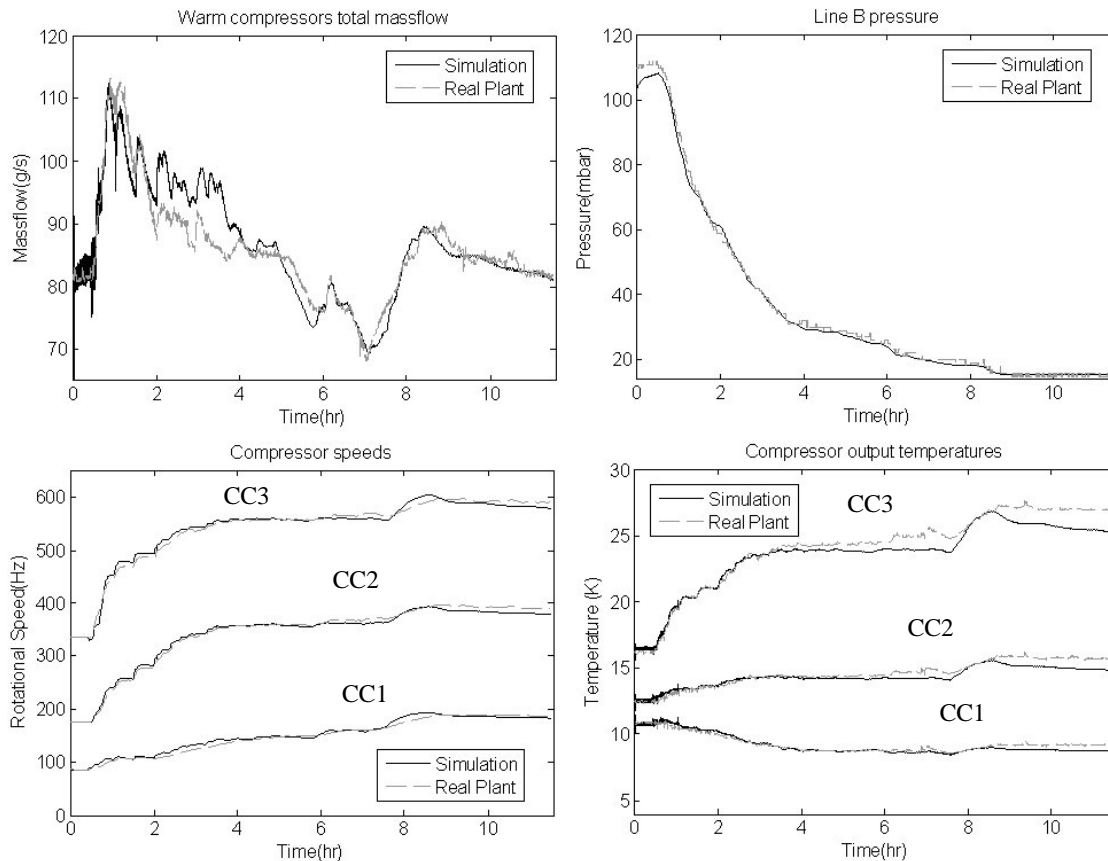 Warm compressors total massflow
120
110
100
90
80
70
Massflow(g/s)
Simulation
Real Plant
0 2 4 6 8 10
Time(hr)
Line B pressure
120
100
80
60
40
20
Pressure(mbar)
Simulation
Real Plant
0 2 4 6 8 10
Time(hr)
Compressor speeds
600
500
400
300
200
100
0
Rotational Speed(Hz)
CC3
CC2
CC1
Simulation
Real Plant
0 2 4 6 8 10
Time(hr)
Compressor output temperatures
30
25
20
15
10
5
Temperature (K)
Simulation
Real Plant
CC3
CC2
CC1
0 2 4 6 8 10
Time(hr)